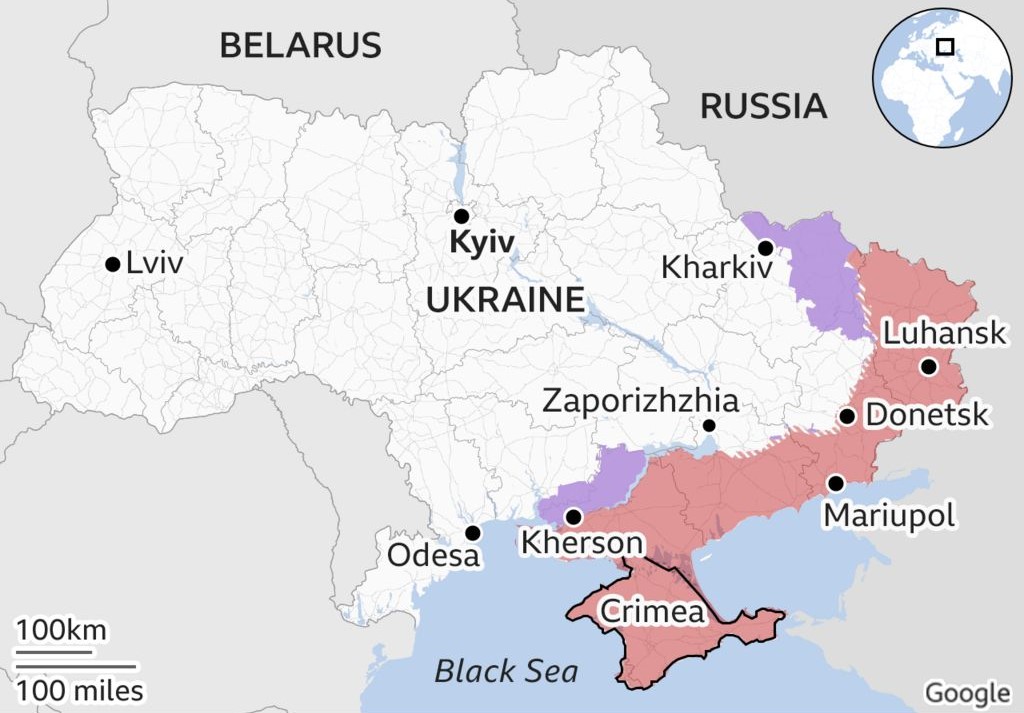 BELARUS
RUSSIA
Kyiv
Lviv
Kharkiv
UKRAINE
Luhansk
Zaporizhzhia
Donetsk
Mariupol
Odesa
Kherson
Crimea
100km
100 miles
Black Sea
Google